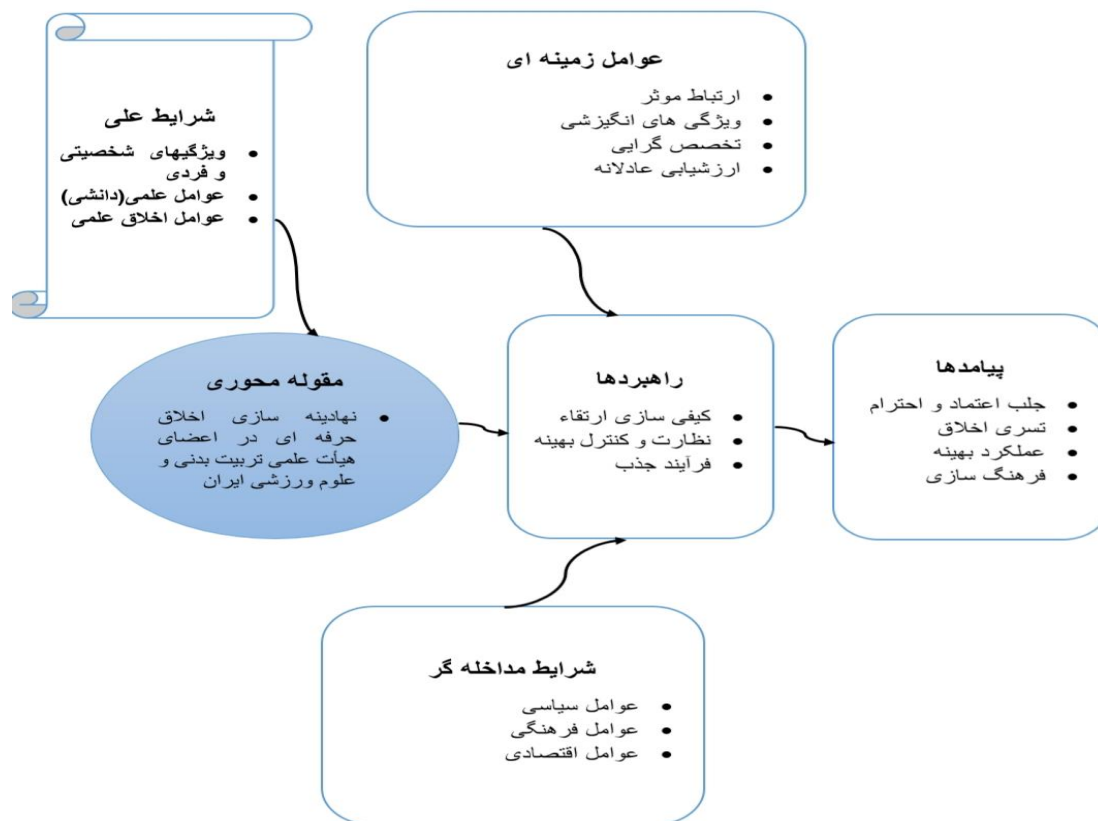 شرایط علی
ویژگیهای شخصیتی
و فردی
عوامل علمی(دانشی)
عوامل اخلاق علمی
عوامل زمینه ای
ارتباط موثر
ویژگی های انگیزشی
تخصص گرایی
ارزشیابی عادلانه
مقوله محوری
نهادینه سازی اخلاق
حرفه ای در اعضای
هیأت علمی تربیت بدنی و
علوم ورزشی ایران
راهبردها
کیفی سازی ارتقاء
نظارت و کنترل بهینه
فرآیند جذب
پیامدها
جلب اعتماد و احترام
تسری اخلاق
عملکرد بهینه
فرهنگ سازی
شرایط مداخله گر
عوامل سیاسی
عوامل فرهنگی
عوامل اقتصادی